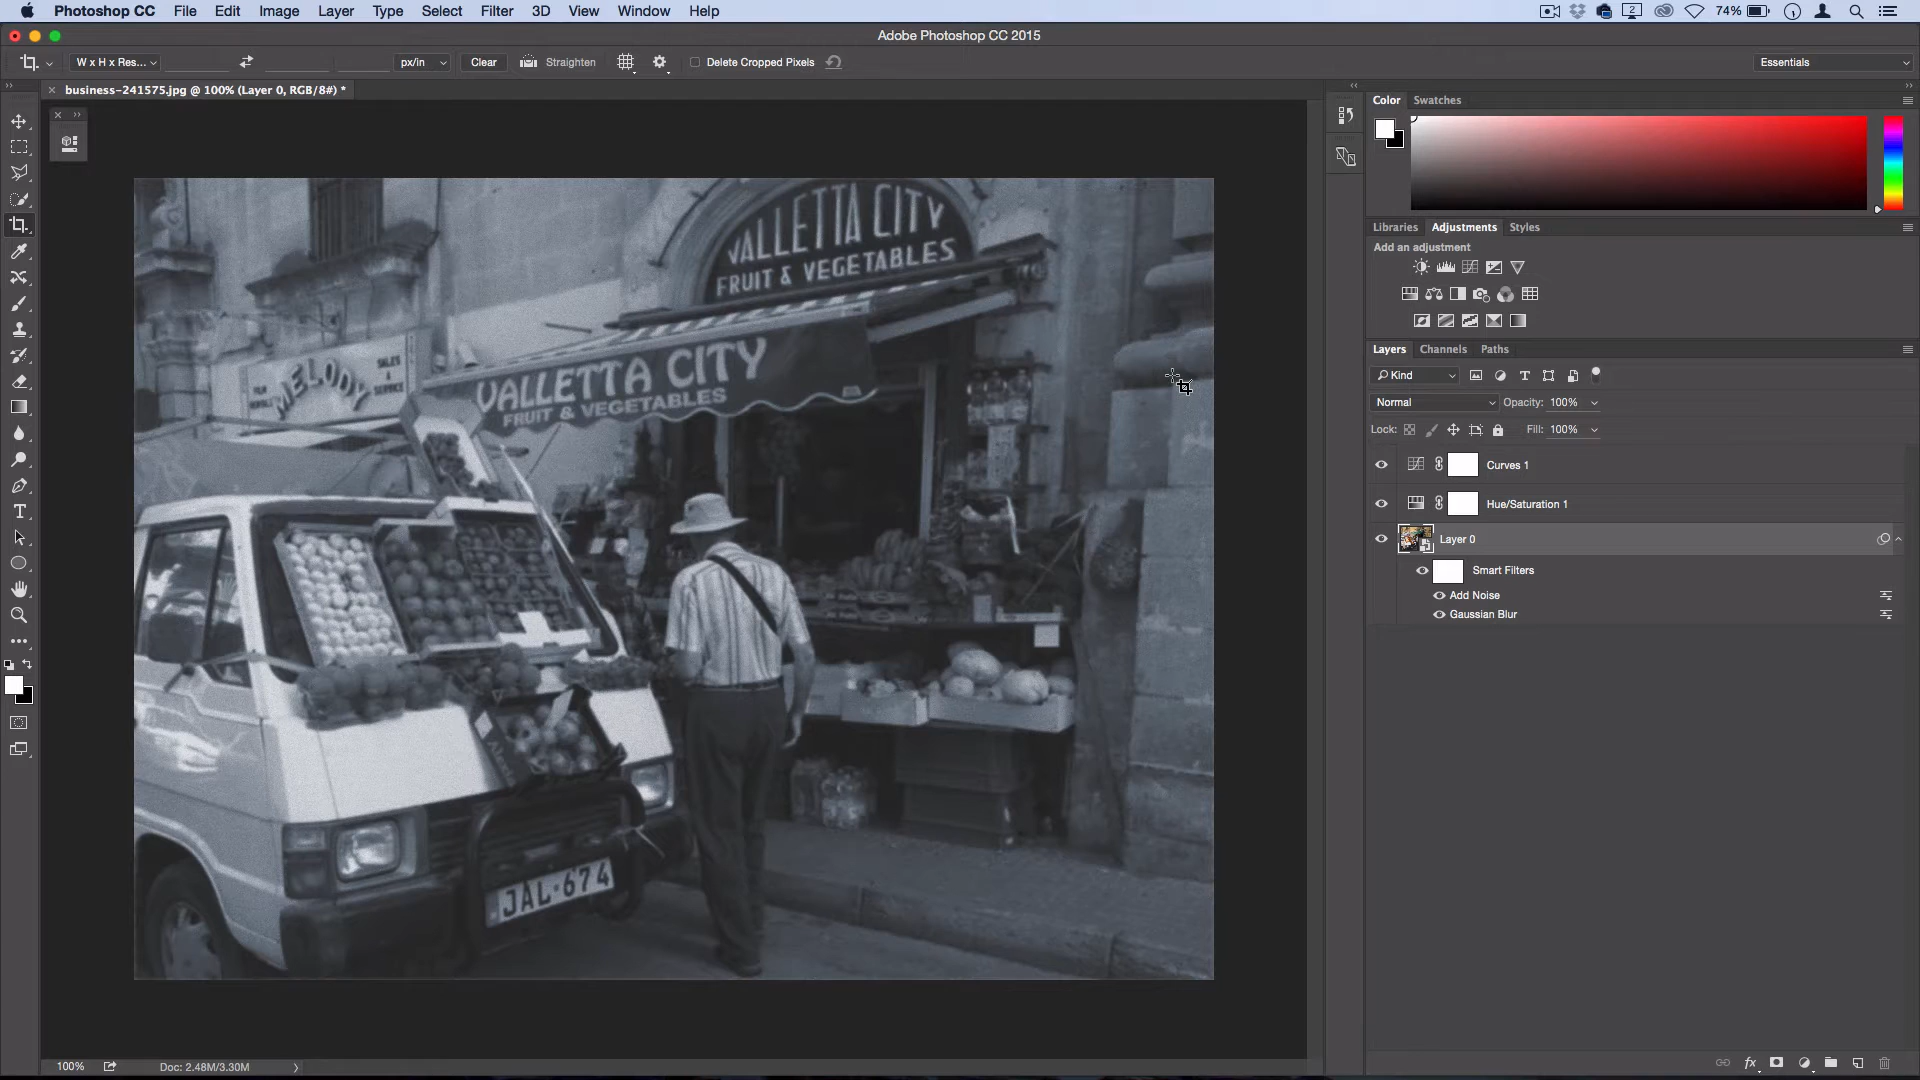 Photoshop CC File Edit Image Layer Type Select Filter 3D View Window Help 2 74%
Adobe Photoshop CC 2015
W x H x Res... px/in Clear Straighten Delete Cropped Pixels Essentials
business-241575.jpg @ 100% (Layer 0, RGB/8#) *
Color Swatches
Libraries Adjustments Styles
Add an adjustment
Layers Channels Paths
Kind
Normal Opacity: 100%
Lock: Fill: 100%
Curves 1
Hue/Saturation 1
Layer 0
Smart Filters
Add Noise
Gaussian Blur
VALLETTA CITY
FRUIT & VEGETABLES
VALLETTA CITY
FRUIT & VEGETABLES
MELODY
SALES
&
SERVICE
JAL·674
100% Doc: 2.48M/3.30M
fx